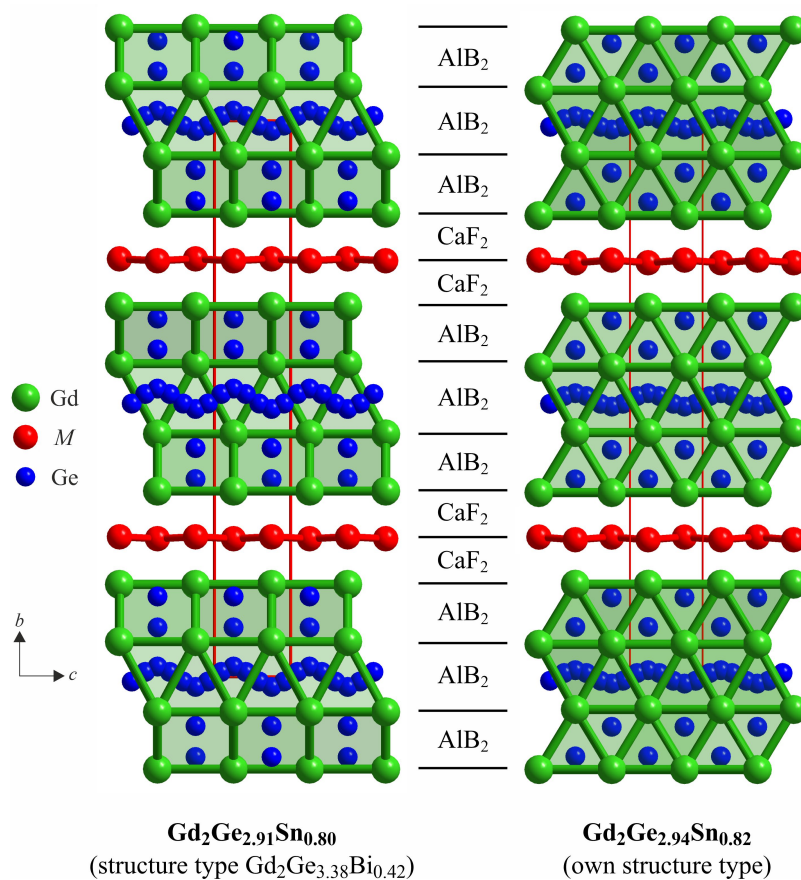 AlB₂
AlB₂
AlB₂
CaF₂
CaF₂
AlB₂
AlB₂
AlB₂
CaF₂
CaF₂
AlB₂
AlB₂
AlB₂
Gd
M
Ge
b
c
Gd₂Ge₂.₉₁Sn₀.₈₀
(structure type Gd₂Ge₃.₃₈Bi₀.₄₂)
Gd₂Ge₂.₉₄Sn₀.₈₂
(own structure type)